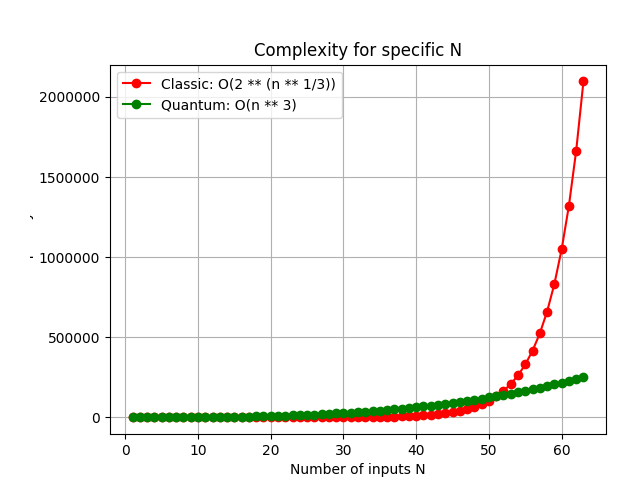 Complexity for specific N
Classic: O(2 ** (n ** 1/3))
Quantum: O(n ** 3)
2000000
1500000
1000000
500000
0
0 10 20 30 40 50 60
Number of inputs N